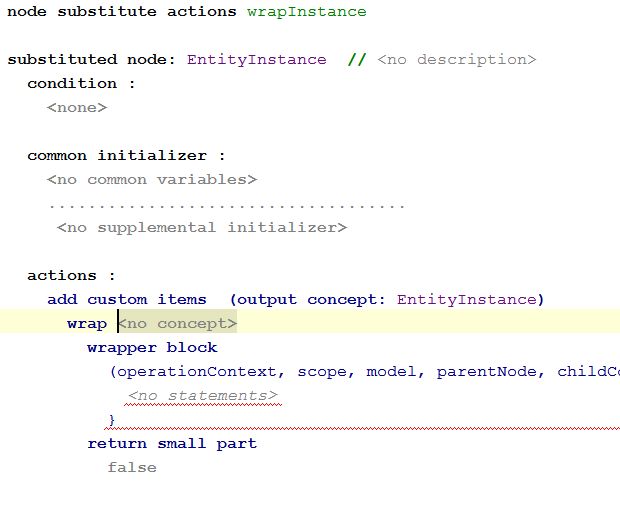 node substitute actions wrapInstance
substituted node: EntityInstance // <no description>
condition :
<none>
common initializer :
<no common variables>
....................................
<no supplemental initializer>
actions :
add custom items (output concept: EntityInstance)
wrap <no concept>
wrapper block
(operationContext, scope, model, parentNode, childCo
<no statements>
}
return small part
false